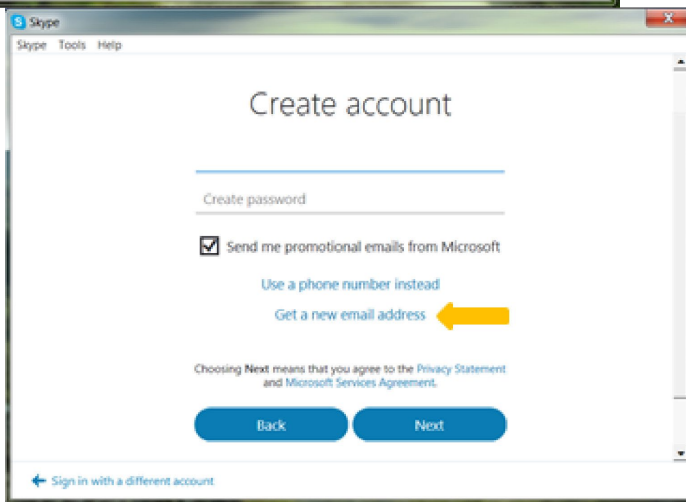 Skype
Skype Tools Help
Create account
Create password
Send me promotional emails from Microsoft
Use a phone number instead
Get a new email address
Choosing Next means that you agree to the Privacy Statement
and Microsoft Services Agreement.
Back Next
Sign in with a different account